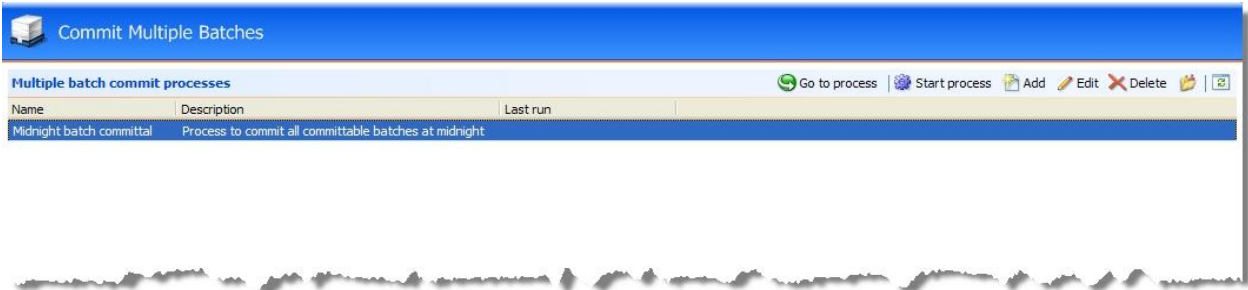 Commit Multiple Batches
Multiple batch commit processes Go to process Start process Add Edit Delete
Name Description Last run
Midnight batch committal Process to commit all committable batches at midnight